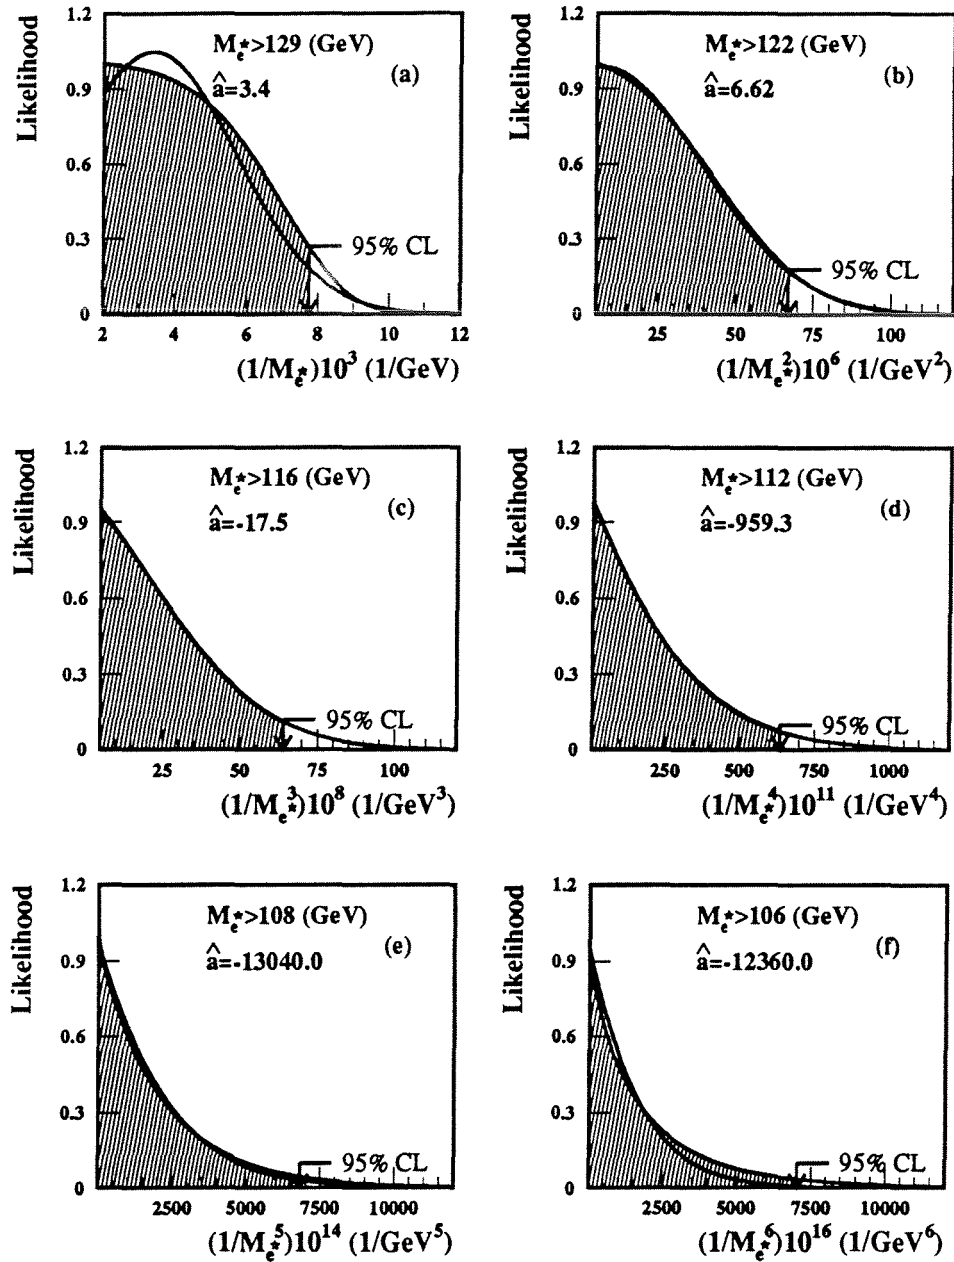 1.2
Likelihood
M_e*>129 (GeV)
(a)
â=3.4
0.9
0.6
0.3
95% CL
0
2 4 6 8 10 12
(1/M_e*)10^3 (1/GeV)
1.2
Likelihood
M_e*>122 (GeV)
(b)
â=6.62
0.9
0.6
0.3
95% CL
0
25 50 75 100
(1/M_e*^2)10^6 (1/GeV^2)
1.2
Likelihood
M_e*>116 (GeV)
(c)
â=-17.5
0.9
0.6
0.3
95% CL
0
25 50 75 100
(1/M_e*^3)10^8 (1/GeV^3)
1.2
Likelihood
M_e*>112 (GeV)
(d)
â=-959.3
0.9
0.6
0.3
95% CL
0
250 500 750 1000
(1/M_e*^4)10^11 (1/GeV^4)
1.2
Likelihood
M_e*>108 (GeV)
(e)
â=-13040.0
0.9
0.6
0.3
95% CL
0
2500 5000 7500 10000
(1/M_e*^5)10^14 (1/GeV^5)
1.2
Likelihood
M_e*>106 (GeV)
(f)
â=-12360.0
0.9
0.6
0.3
95% CL
0
2500 5000 7500 10000
(1/M_e*^6)10^16 (1/GeV^6)